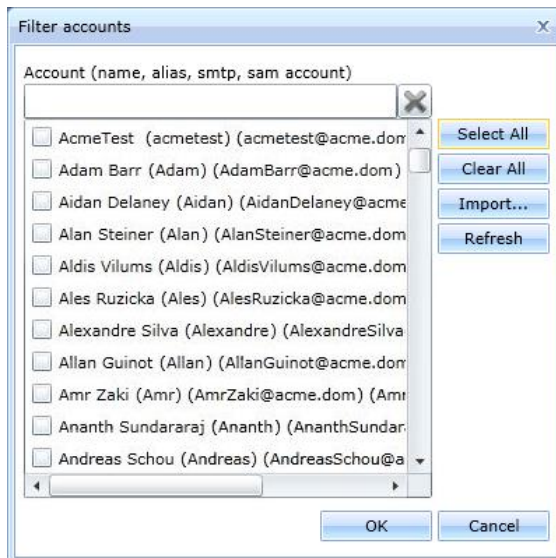 Filter accounts
X
Account (name, alias, smtp, sam account)
AcmeTest (acmetest) (acmetest@acme.dom
Select All
Adam Barr (Adam) (AdamBarr@acme.dom)
Clear All
Aidan Delaney (Aidan) (AidanDelaney@acme
Import...
Alan Steiner (Alan) (AlanSteiner@acme.dom
Refresh
Aldis Vilums (Aldis) (AldisVilums@acme.dom
Ales Ruzicka (Ales) (AlesRuzicka@acme.dom
Alexandre Silva (Alexandre) (AlexandreSilva
Allan Guinot (Allan) (AllanGuinot@acme.dom
Amr Zaki (Amr) (AmrZaki@acme.dom) (Amr
Ananth Sundararaj (Ananth) (AnanthSundar
Andreas Schou (Andreas) (AndreasSchou@a
OK
Cancel